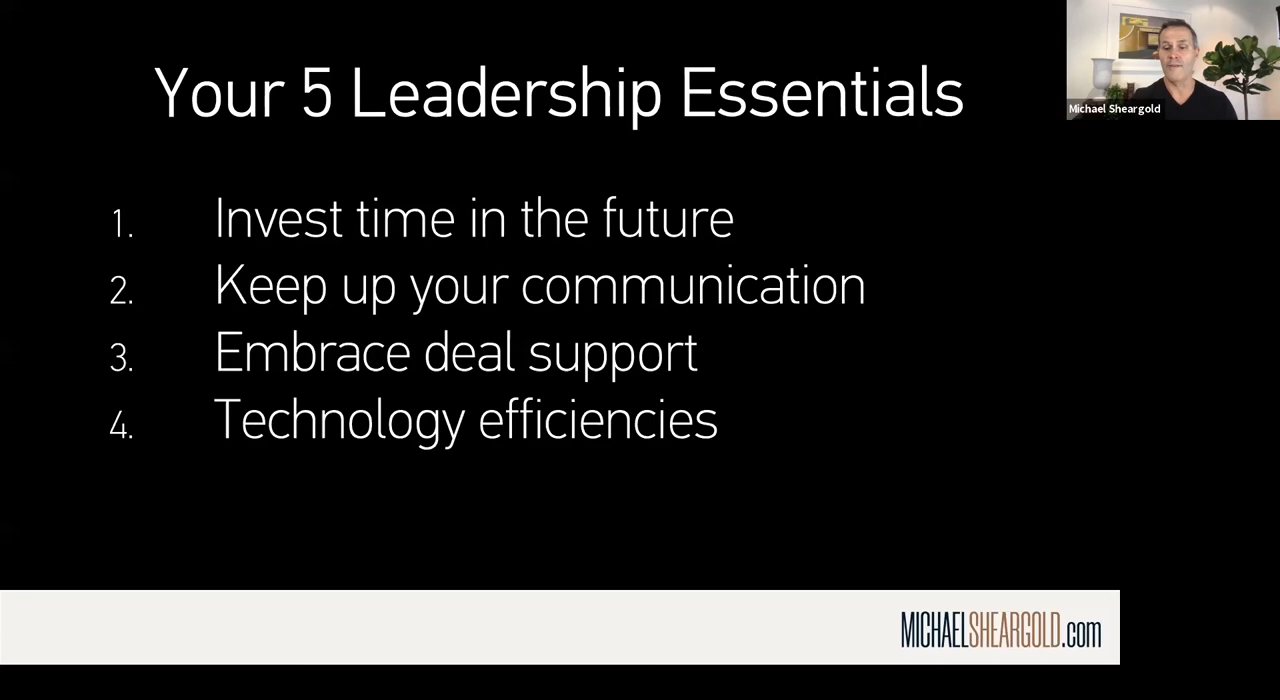 Your 5 Leadership Essentials
Michael Sheargold
1. Invest time in the future
2. Keep up your communication
3. Embrace deal support
4. Technology efficiencies
MICHAELSHEARGOLD.com